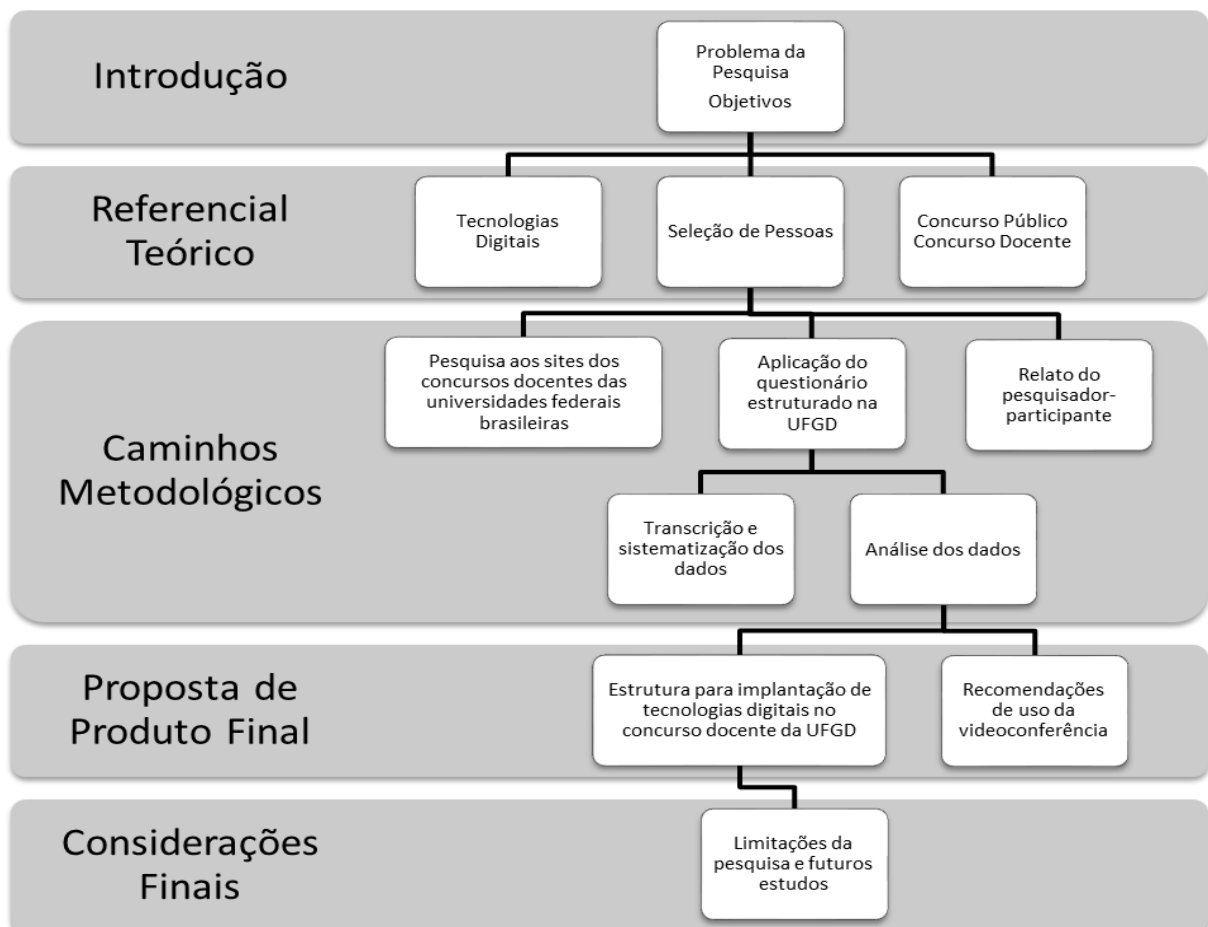 Introdução
Problema da
Pesquisa
Objetivos
Referencial
Teórico
Tecnologias
Digitais
Seleção de Pessoas
Concurso Público
Concurso Docente
Caminhos
Metodológicos
Pesquisa aos sites dos
concursos docentes das
universidades federais
brasileiras
Aplicação do
questionário
estruturado na
UFGD
Relato do
pesquisador-
participante
Transcrição e
sistematização dos
dados
Análise dos dados
Proposta de
Produto Final
Estrutura para implantação de
tecnologias digitais no
concurso docente da UFGD
Recomendações
de uso da
videoconferência
Considerações
Finais
Limitações da
pesquisa e futuros
estudos